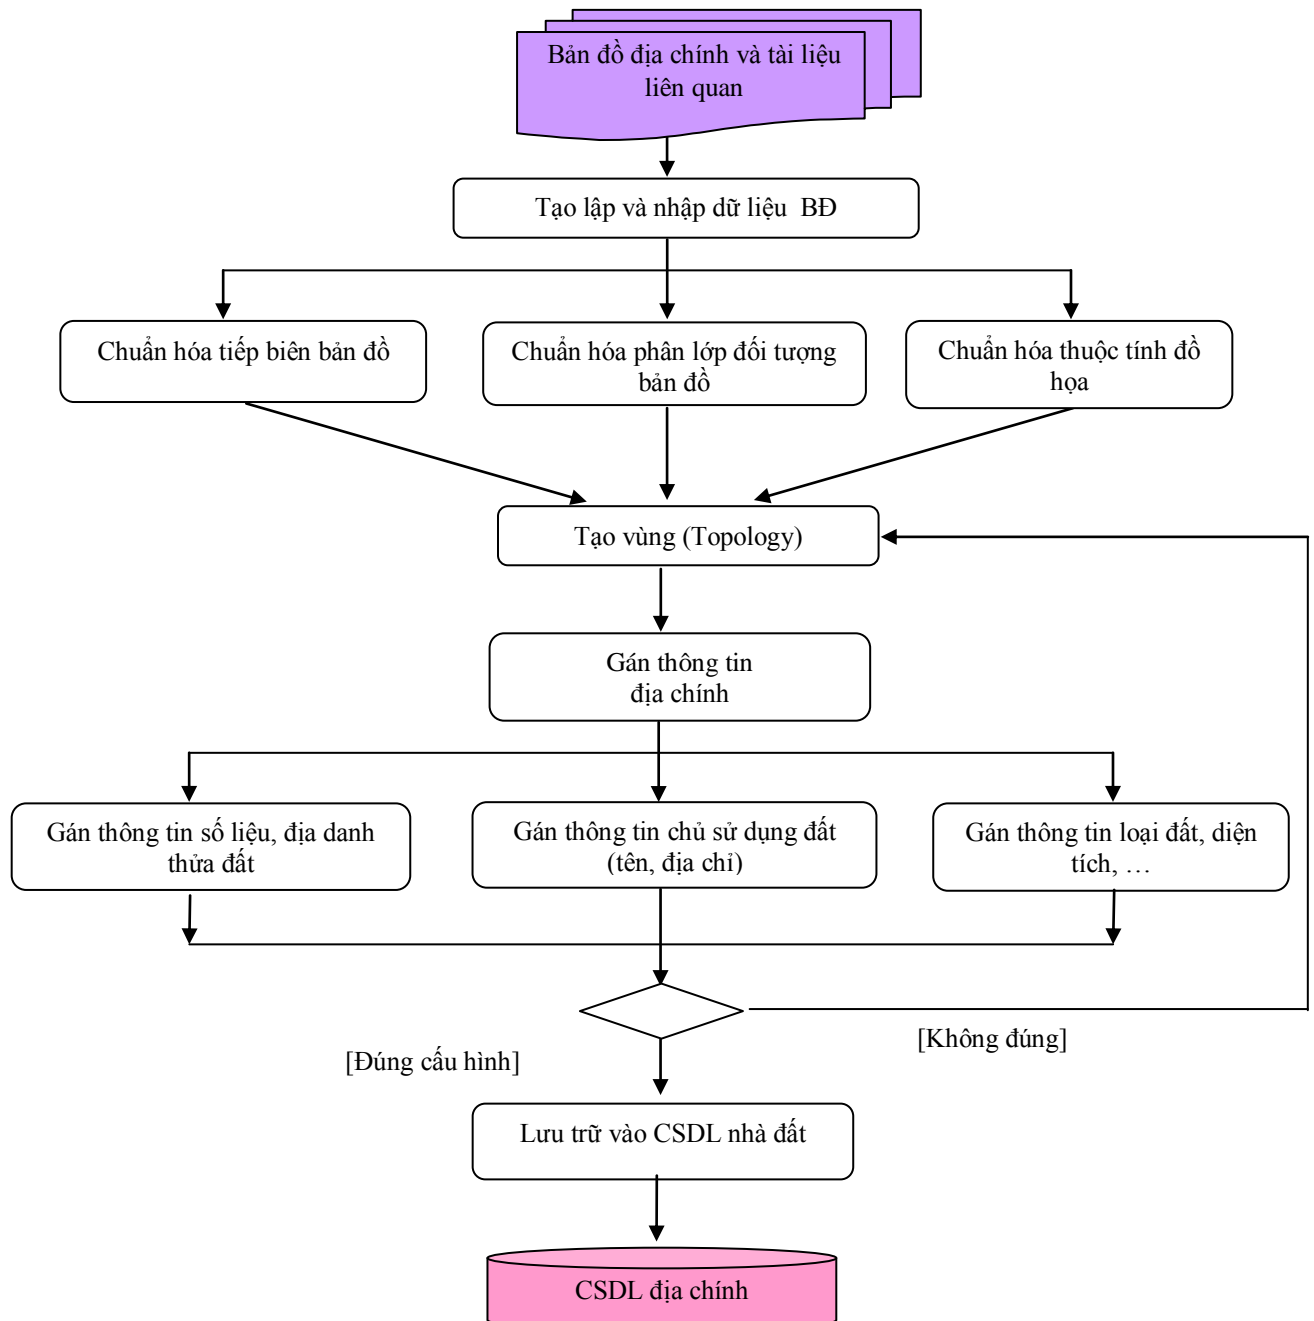 Bản đồ địa chính và tài liệu
liên quan
Tạo lập và nhập dữ liệu BĐ
Chuẩn hóa tiếp biên bản đồ
Chuẩn hóa phân lớp đối tượng
bản đồ
Chuẩn hóa thuộc tính đồ
họa
Tạo vùng (Topology)
Gán thông tin
địa chính
Gán thông tin số liệu, địa danh
thửa đất
Gán thông tin chủ sử dụng đất
(tên, địa chỉ)
Gán thông tin loại đất, diện
tích, …
[Không đúng]
[Đúng cấu hình]
Lưu trữ vào CSDL nhà đất
CSDL địa chính